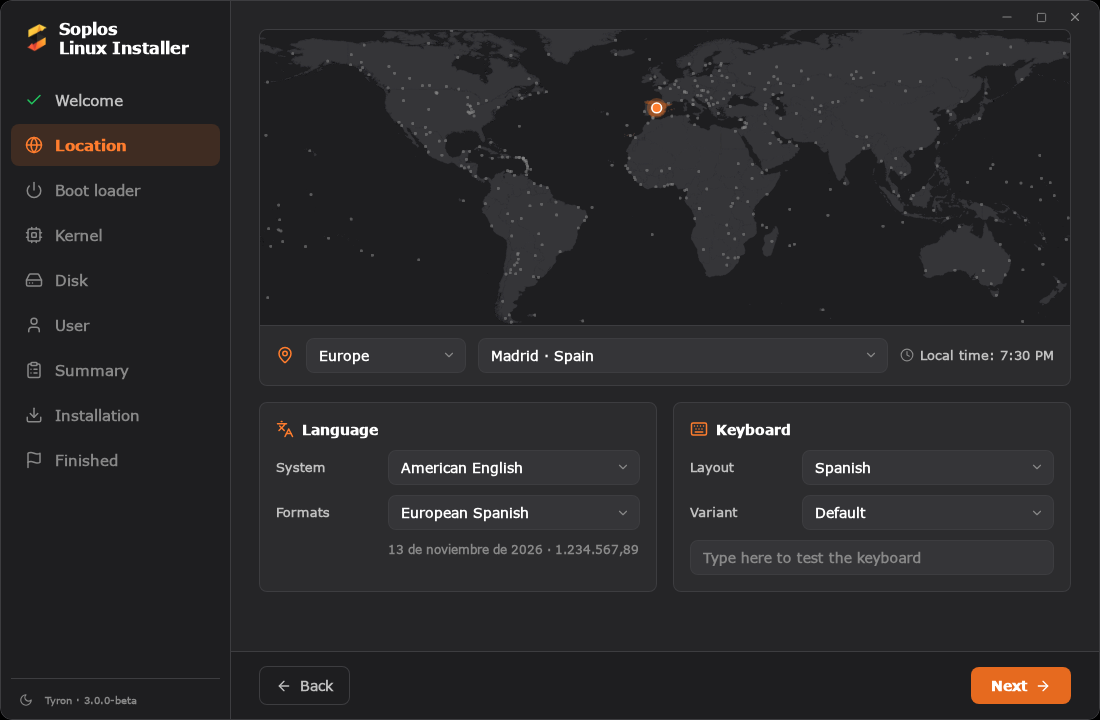 Soplos
Linux Installer
Welcome
Location
Boot loader
Kernel
Disk
User
Summary
Installation
Finished
Tyron · 3.0.0-beta
Europe
Madrid · Spain
Local time: 7:30 PM
Language
System
American English
Formats
European Spanish
13 de noviembre de 2026 · 1.234.567,89
Keyboard
Layout
Spanish
Variant
Default
Type here to test the keyboard
Back
Next